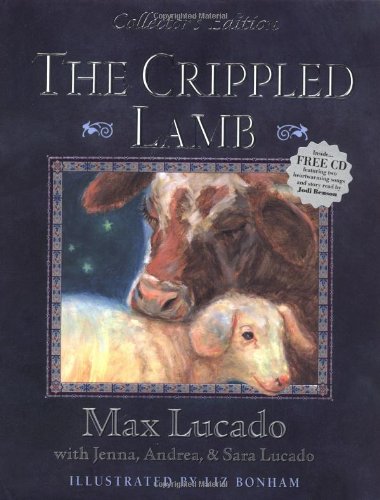 Collector's Edition
THE CRIPPLED
LAMB
Inside...
FREE CD
featuring two
heartwarming songs
and story read by
Jodi Benson
Max Lucado
with Jenna, Andrea, & Sara Lucado
ILLUSTRATED BY LIZ BONHAM